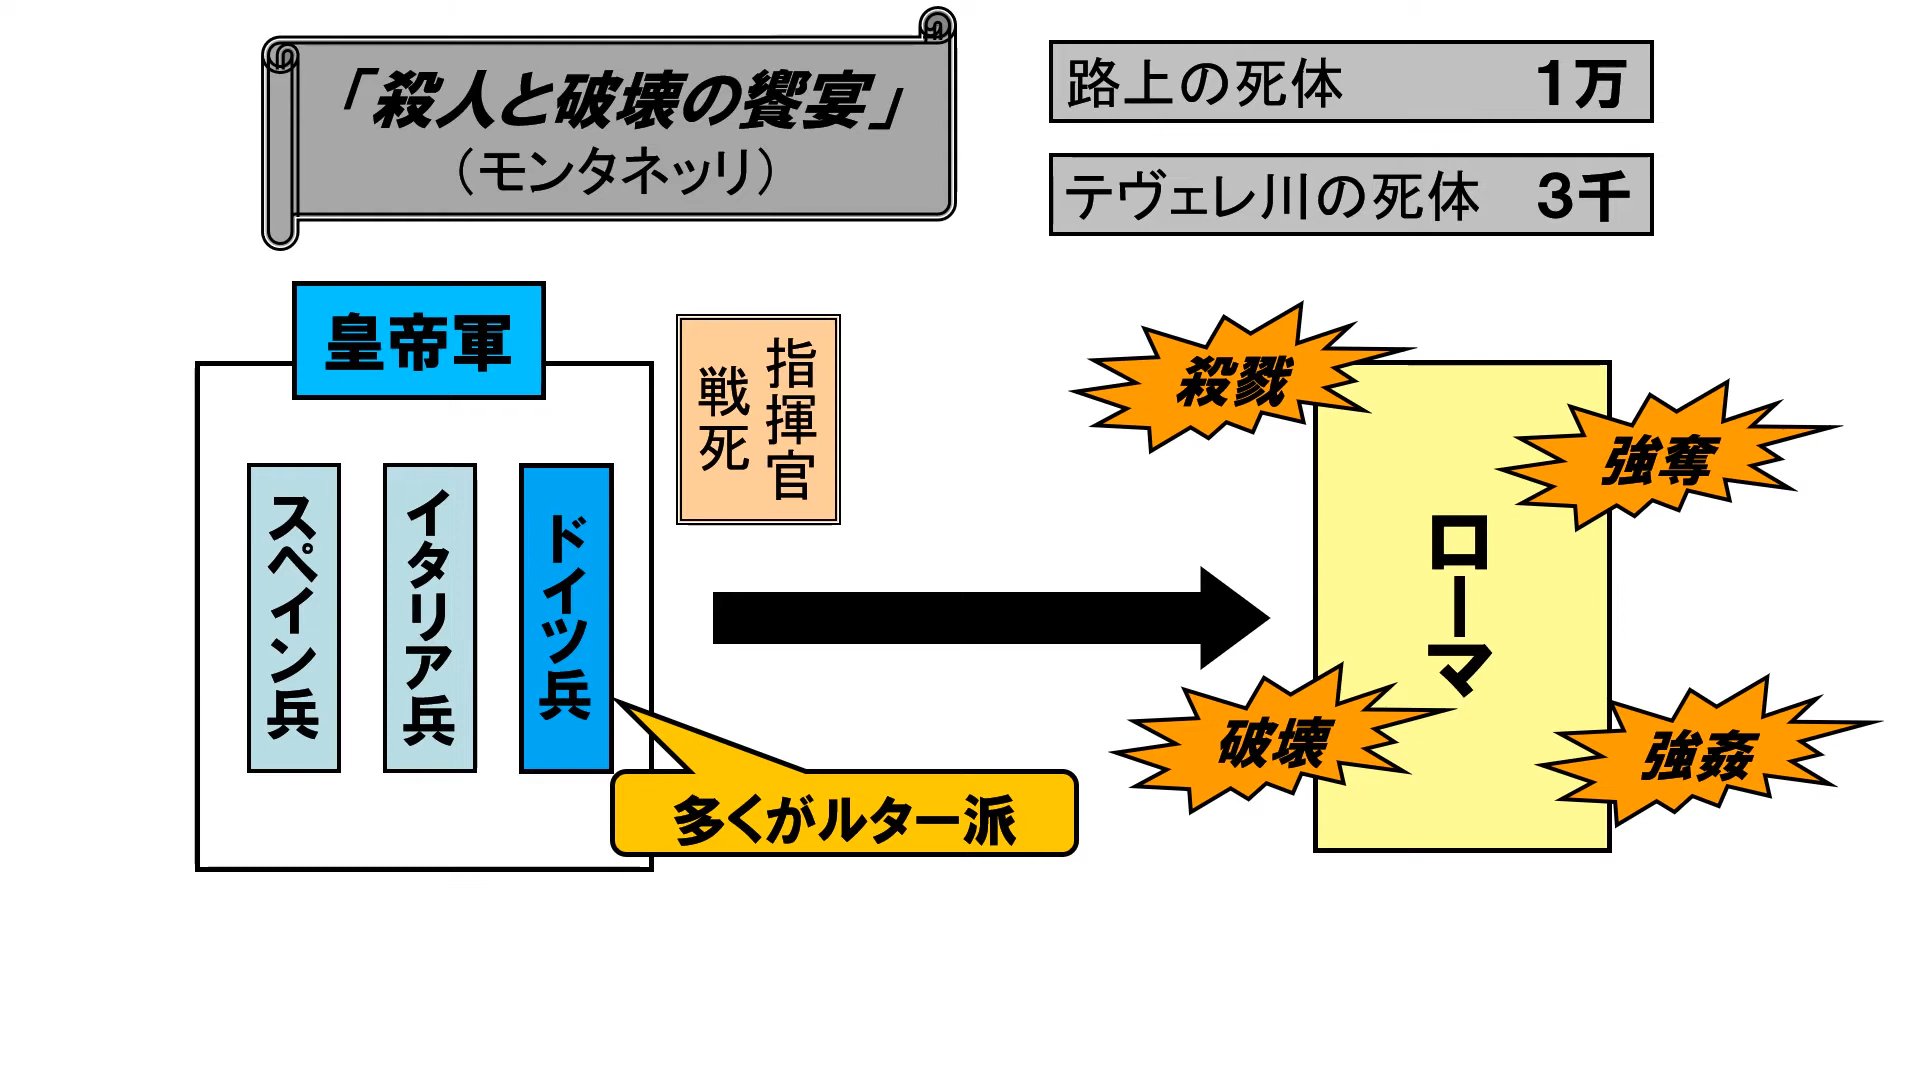 「殺人と破壊の饗宴」
（モンタネッリ）
路上の死体　1万
テヴェレ川の死体　3千
皇帝軍
スペイン兵
イタリア兵
ドイツ兵
指揮官
戦死
多くがルター派
ローマ
殺戮
強奪
破壊
強姦